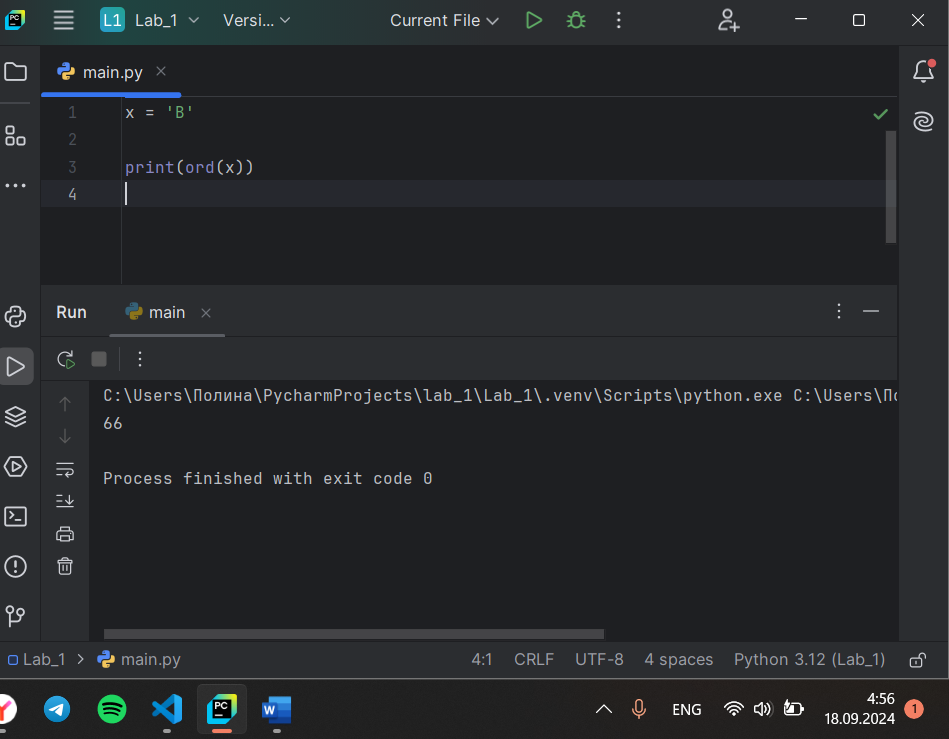 L1 Lab_1 Versi... Current File
main.py
1 x = 'B'
2
3 print(ord(x))
4
Run main
C:\Users\Полина\PycharmProjects\lab_1\Lab_1\.venv\Scripts\python.exe C:\Users\
66
Process finished with exit code 0
Lab_1 main.py 4:1 CRLF UTF-8 4 spaces Python 3.12 (Lab_1)
PC W ENG 4:56
18.09.2024 1